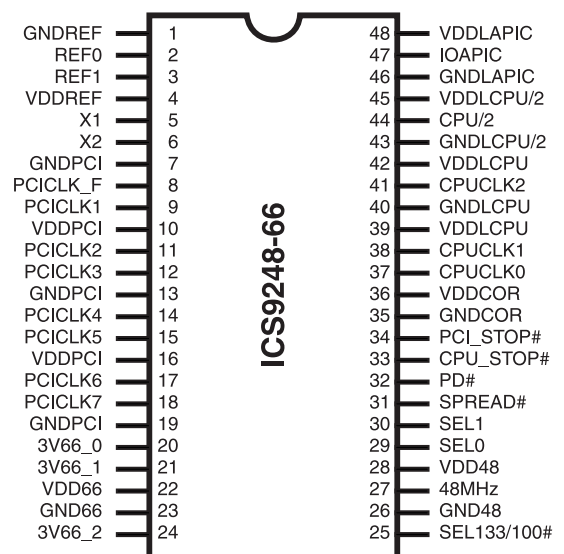 GNDREF 1 48 VDDLAPIC
REF0 2 47 IOAPIC
REF1 3 46 GNDLAPIC
VDDREF 4 45 VDDLCPU/2
X1 5 44 CPU/2
X2 6 43 GNDLCPU/2
GNDPCI 7 42 VDDLCPU
PCICLK_F 8 41 CPUCLK2
PCICLK1 9 40 GNDLCPU
VDDPCI 10 39 VDDLCPU
PCICLK2 11 38 CPUCLK1
PCICLK3 12 37 CPUCLK0
GNDPCI 13 36 VDDCOR
PCICLK4 14 35 GNDCOR
PCICLK5 15 34 PCI_STOP#
VDDPCI 16 33 CPU_STOP#
PCICLK6 17 32 PD#
PCICLK7 18 31 SPREAD#
GNDPCI 19 30 SEL1
3V66_0 20 29 SEL0
3V66_1 21 28 VDD48
VDD66 22 27 48MHz
GND66 23 26 GND48
3V66_2 24 25 SEL133/100#
ICS9248-66